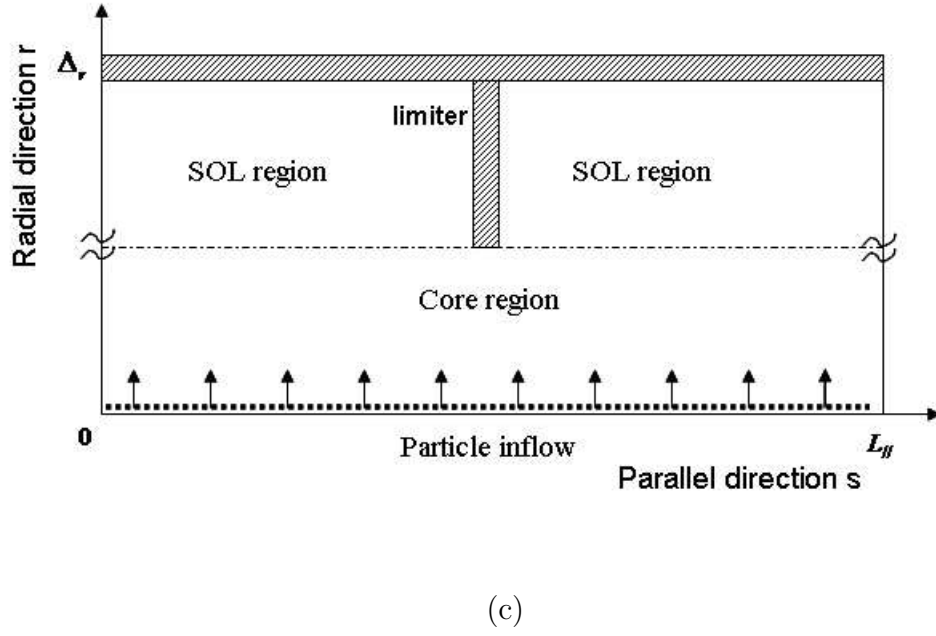 Radial direction r
Δr
limiter
SOL region
SOL region
Core region
0
Particle inflow
L//
Parallel direction s
(c)